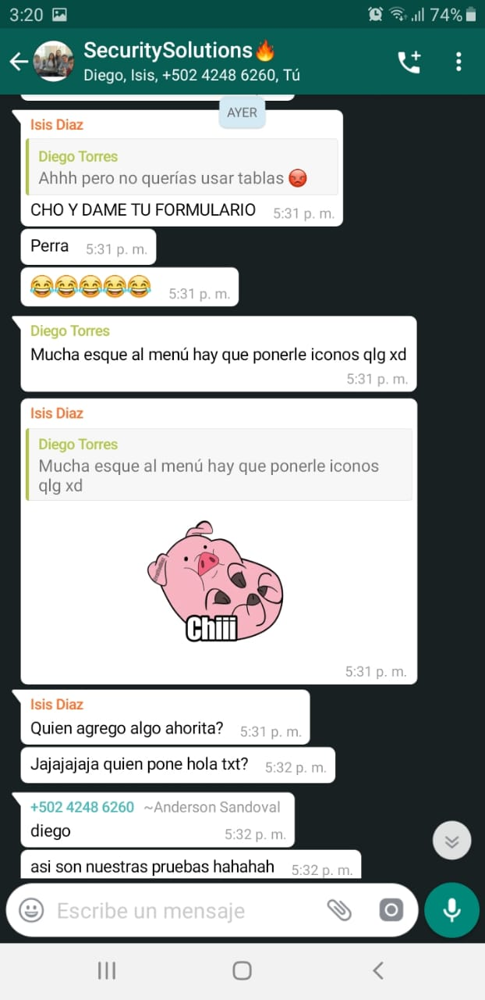 3:20 74%
SecuritySolutions🔥
Diego, Isis, +502 4248 6260, Tú
AYER
Isis Diaz
Diego Torres
Ahhh pero no querías usar tablas 😡
CHO Y DAME TU FORMULARIO 5:31 p. m.
Perra 5:31 p. m.
😂😂😂😂😂 5:31 p. m.
Diego Torres
Mucha esque al menú hay que ponerle iconos qlg xd
5:31 p. m.
Isis Diaz
Diego Torres
Mucha esque al menú hay que ponerle iconos
qlg xd
Chiii
5:31 p. m.
Isis Diaz
Quien agrego algo ahorita? 5:31 p. m.
Jajajajaja quien pone hola txt? 5:32 p. m.
+502 4248 6260 ~Anderson Sandoval
diego 5:32 p. m.
asi son nuestras pruebas hahahah 5:32 p. m.
Escribe un mensaje